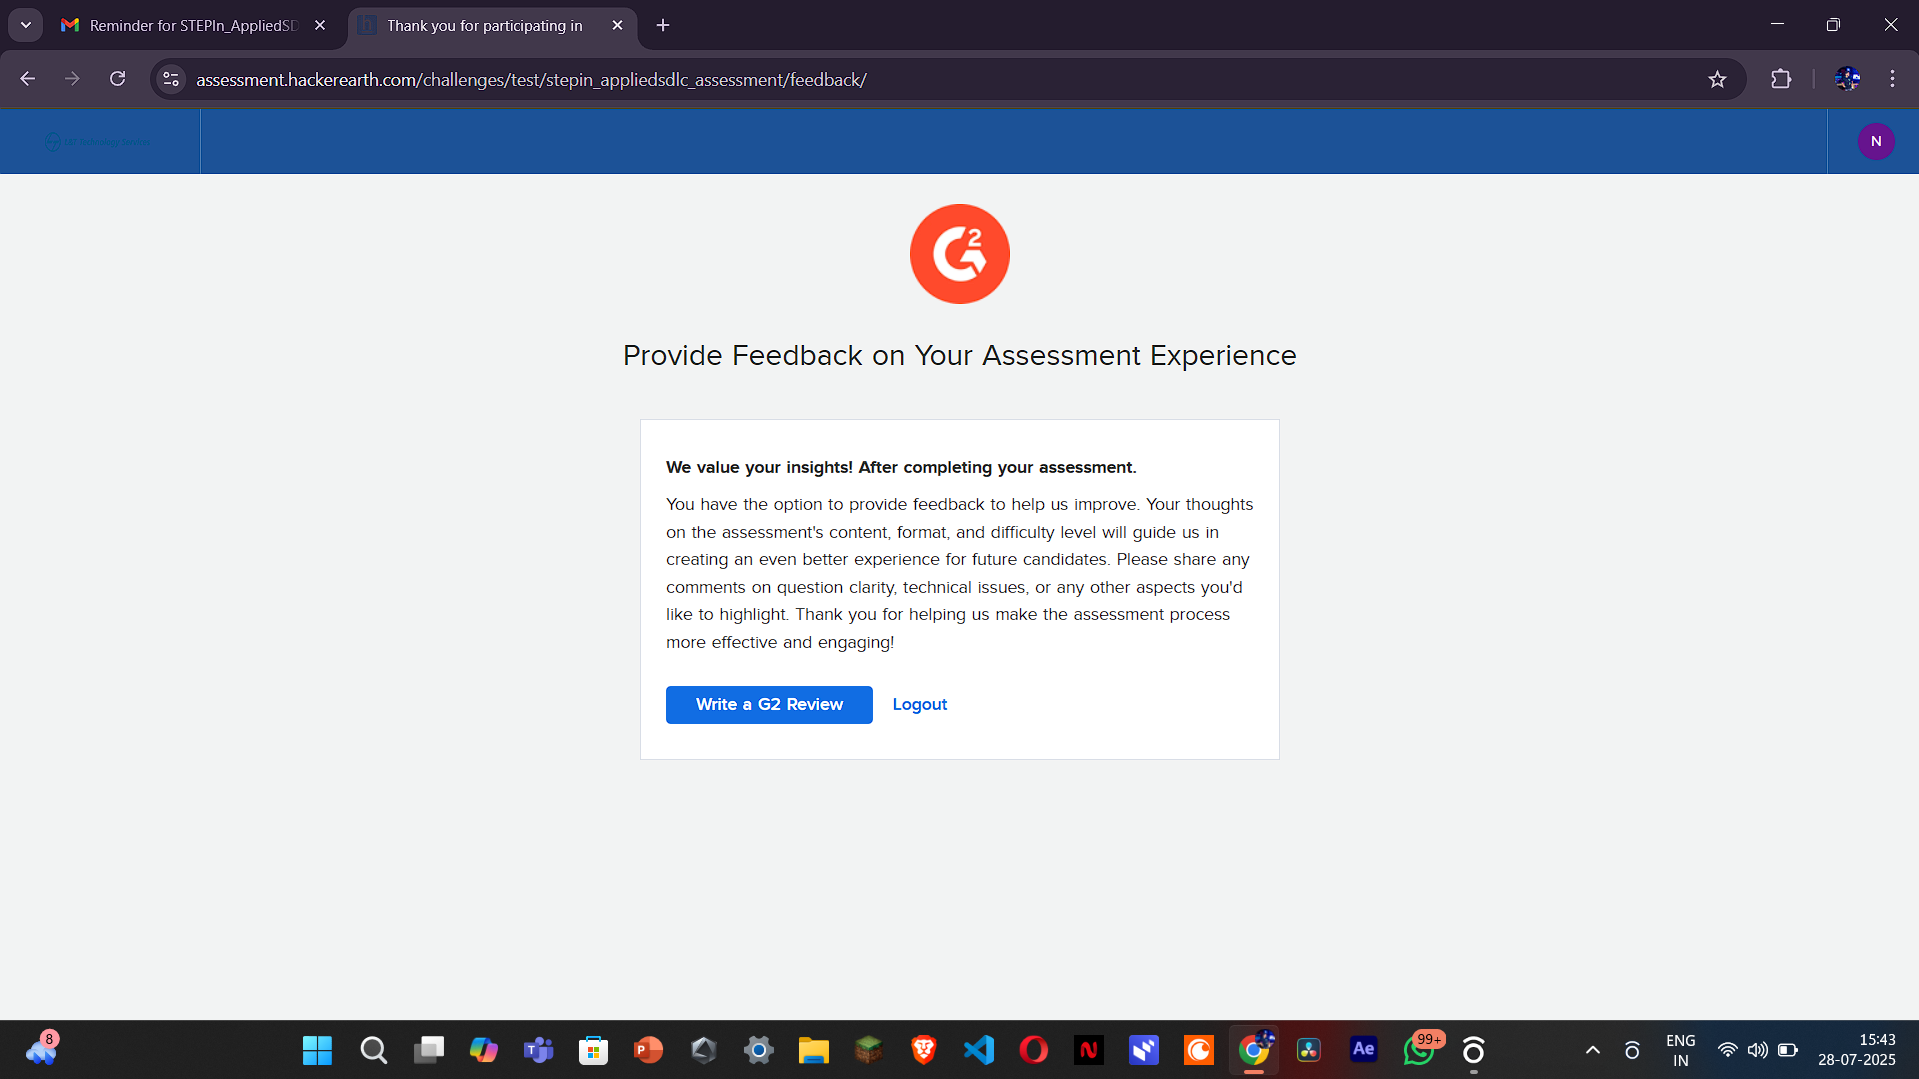 Reminder for STEPIn_AppliedSD
Thank you for participating in
assessment.hackerearth.com/challenges/test/stepin_appliedsdlc_assessment/feedback/
N
G2
Provide Feedback on Your Assessment Experience
We value your insights! After completing your assessment.
You have the option to provide feedback to help us improve. Your thoughts
on the assessment's content, format, and difficulty level will guide us in
creating an even better experience for future candidates. Please share any
comments on question clarity, technical issues, or any other aspects you'd
like to highlight. Thank you for helping us make the assessment process
more effective and engaging!
Write a G2 Review
Logout
8
Ae
99+
ENG
IN
15:43
28-07-2025